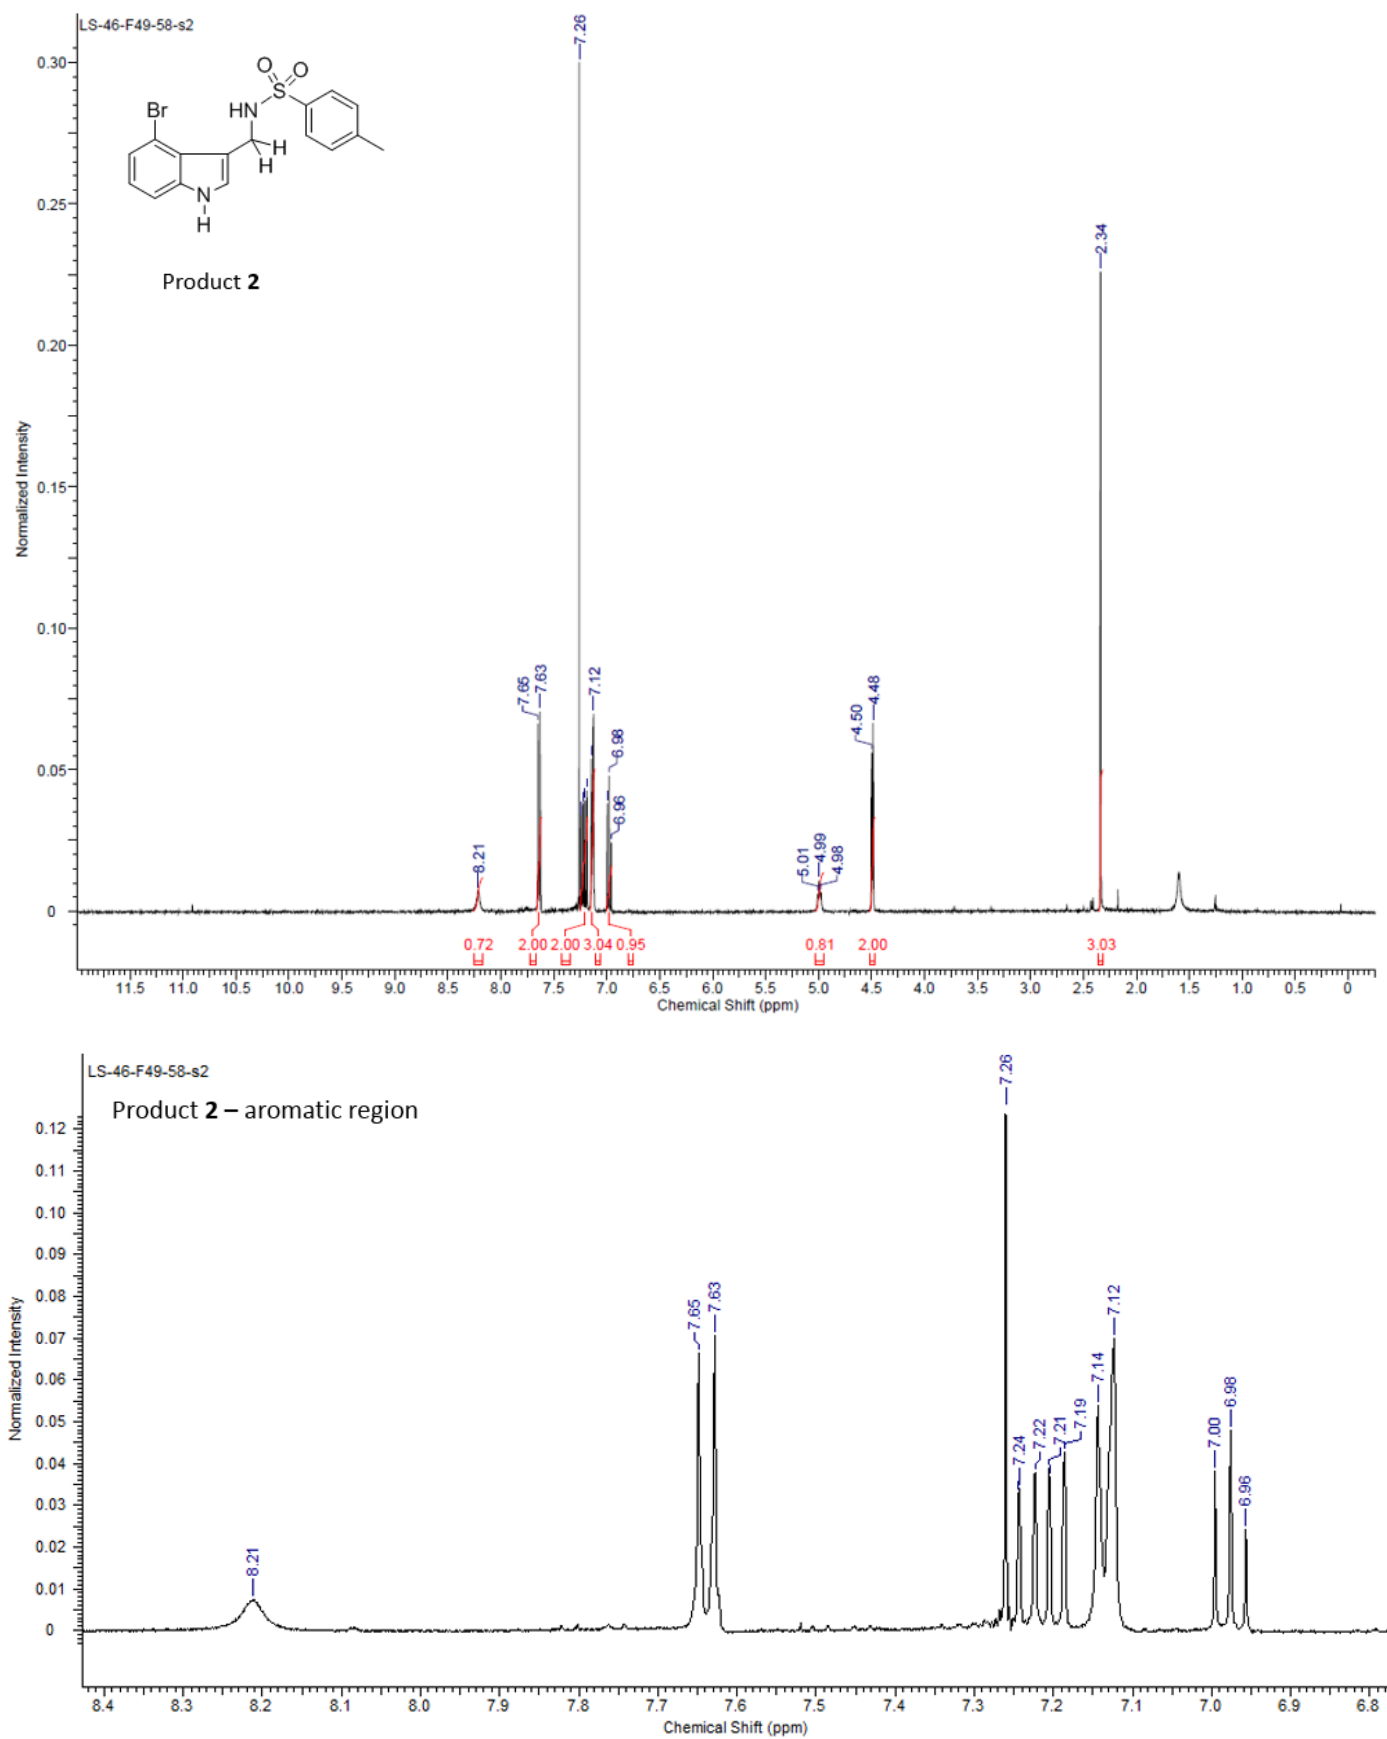 LS-46-F49-58-s2
7.26
0.30
O O
S
HN
Br
H
H
N
H
0.25
2.34
Product 2
0.20
Normalized Intensity
0.15
0.10
7.65 7.63 7.12 6.98 6.96
4.50 4.48
0.05
8.21
5.01 4.99 4.98
0
0.72 2.00 2.00 3.04 0.95 0.81 2.00 3.03
11.5 11.0 10.5 10.0 9.5 9.0 8.5 8.0 7.5 7.0 6.5 6.0 5.5 5.0 4.5 4.0 3.5 3.0 2.5 2.0 1.5 1.0 0.5 0
Chemical Shift (ppm)
LS-46-F49-58-s2
7.26
Product 2 – aromatic region
0.12
0.11
0.10
0.09
0.08
0.07
0.06
0.05
0.04
0.03
0.02
0.01
0
Normalized Intensity
8.21 7.65 7.63 7.24 7.22 7.21 7.19 7.14 7.12 7.00 6.98 6.96
8.4 8.3 8.2 8.1 8.0 7.9 7.8 7.7 7.6 7.5 7.4 7.3 7.2 7.1 7.0 6.9 6.8
Chemical Shift (ppm)